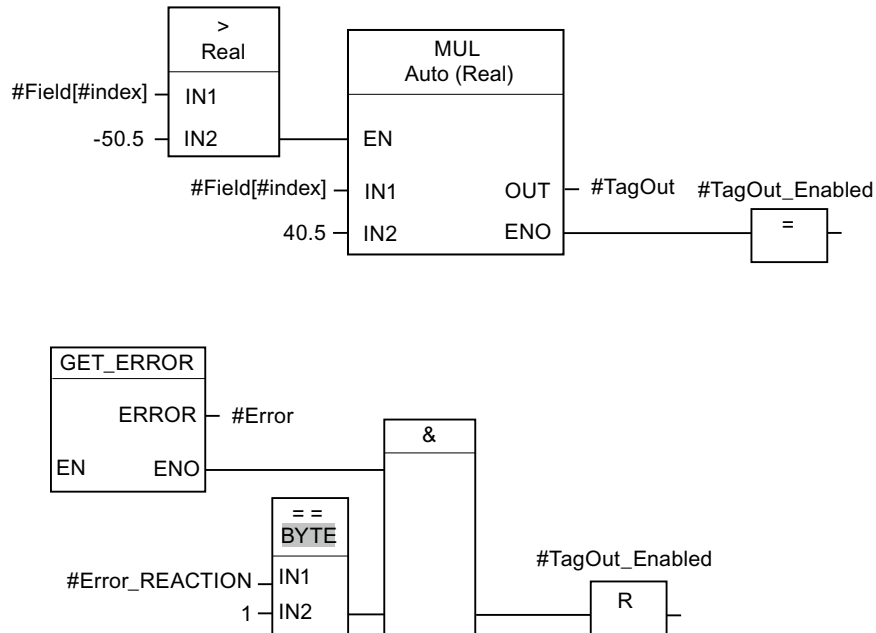 >
Real
#Field[#index]
IN1
-50.5
IN2
MUL
Auto (Real)
EN
#Field[#index]
IN1
OUT
#TagOut
#TagOut_Enabled
40.5
IN2
ENO
=
GET_ERROR
ERROR
#Error
EN
ENO
&
= =
BYTE
#Error_REACTION
IN1
1
IN2
#TagOut_Enabled
R